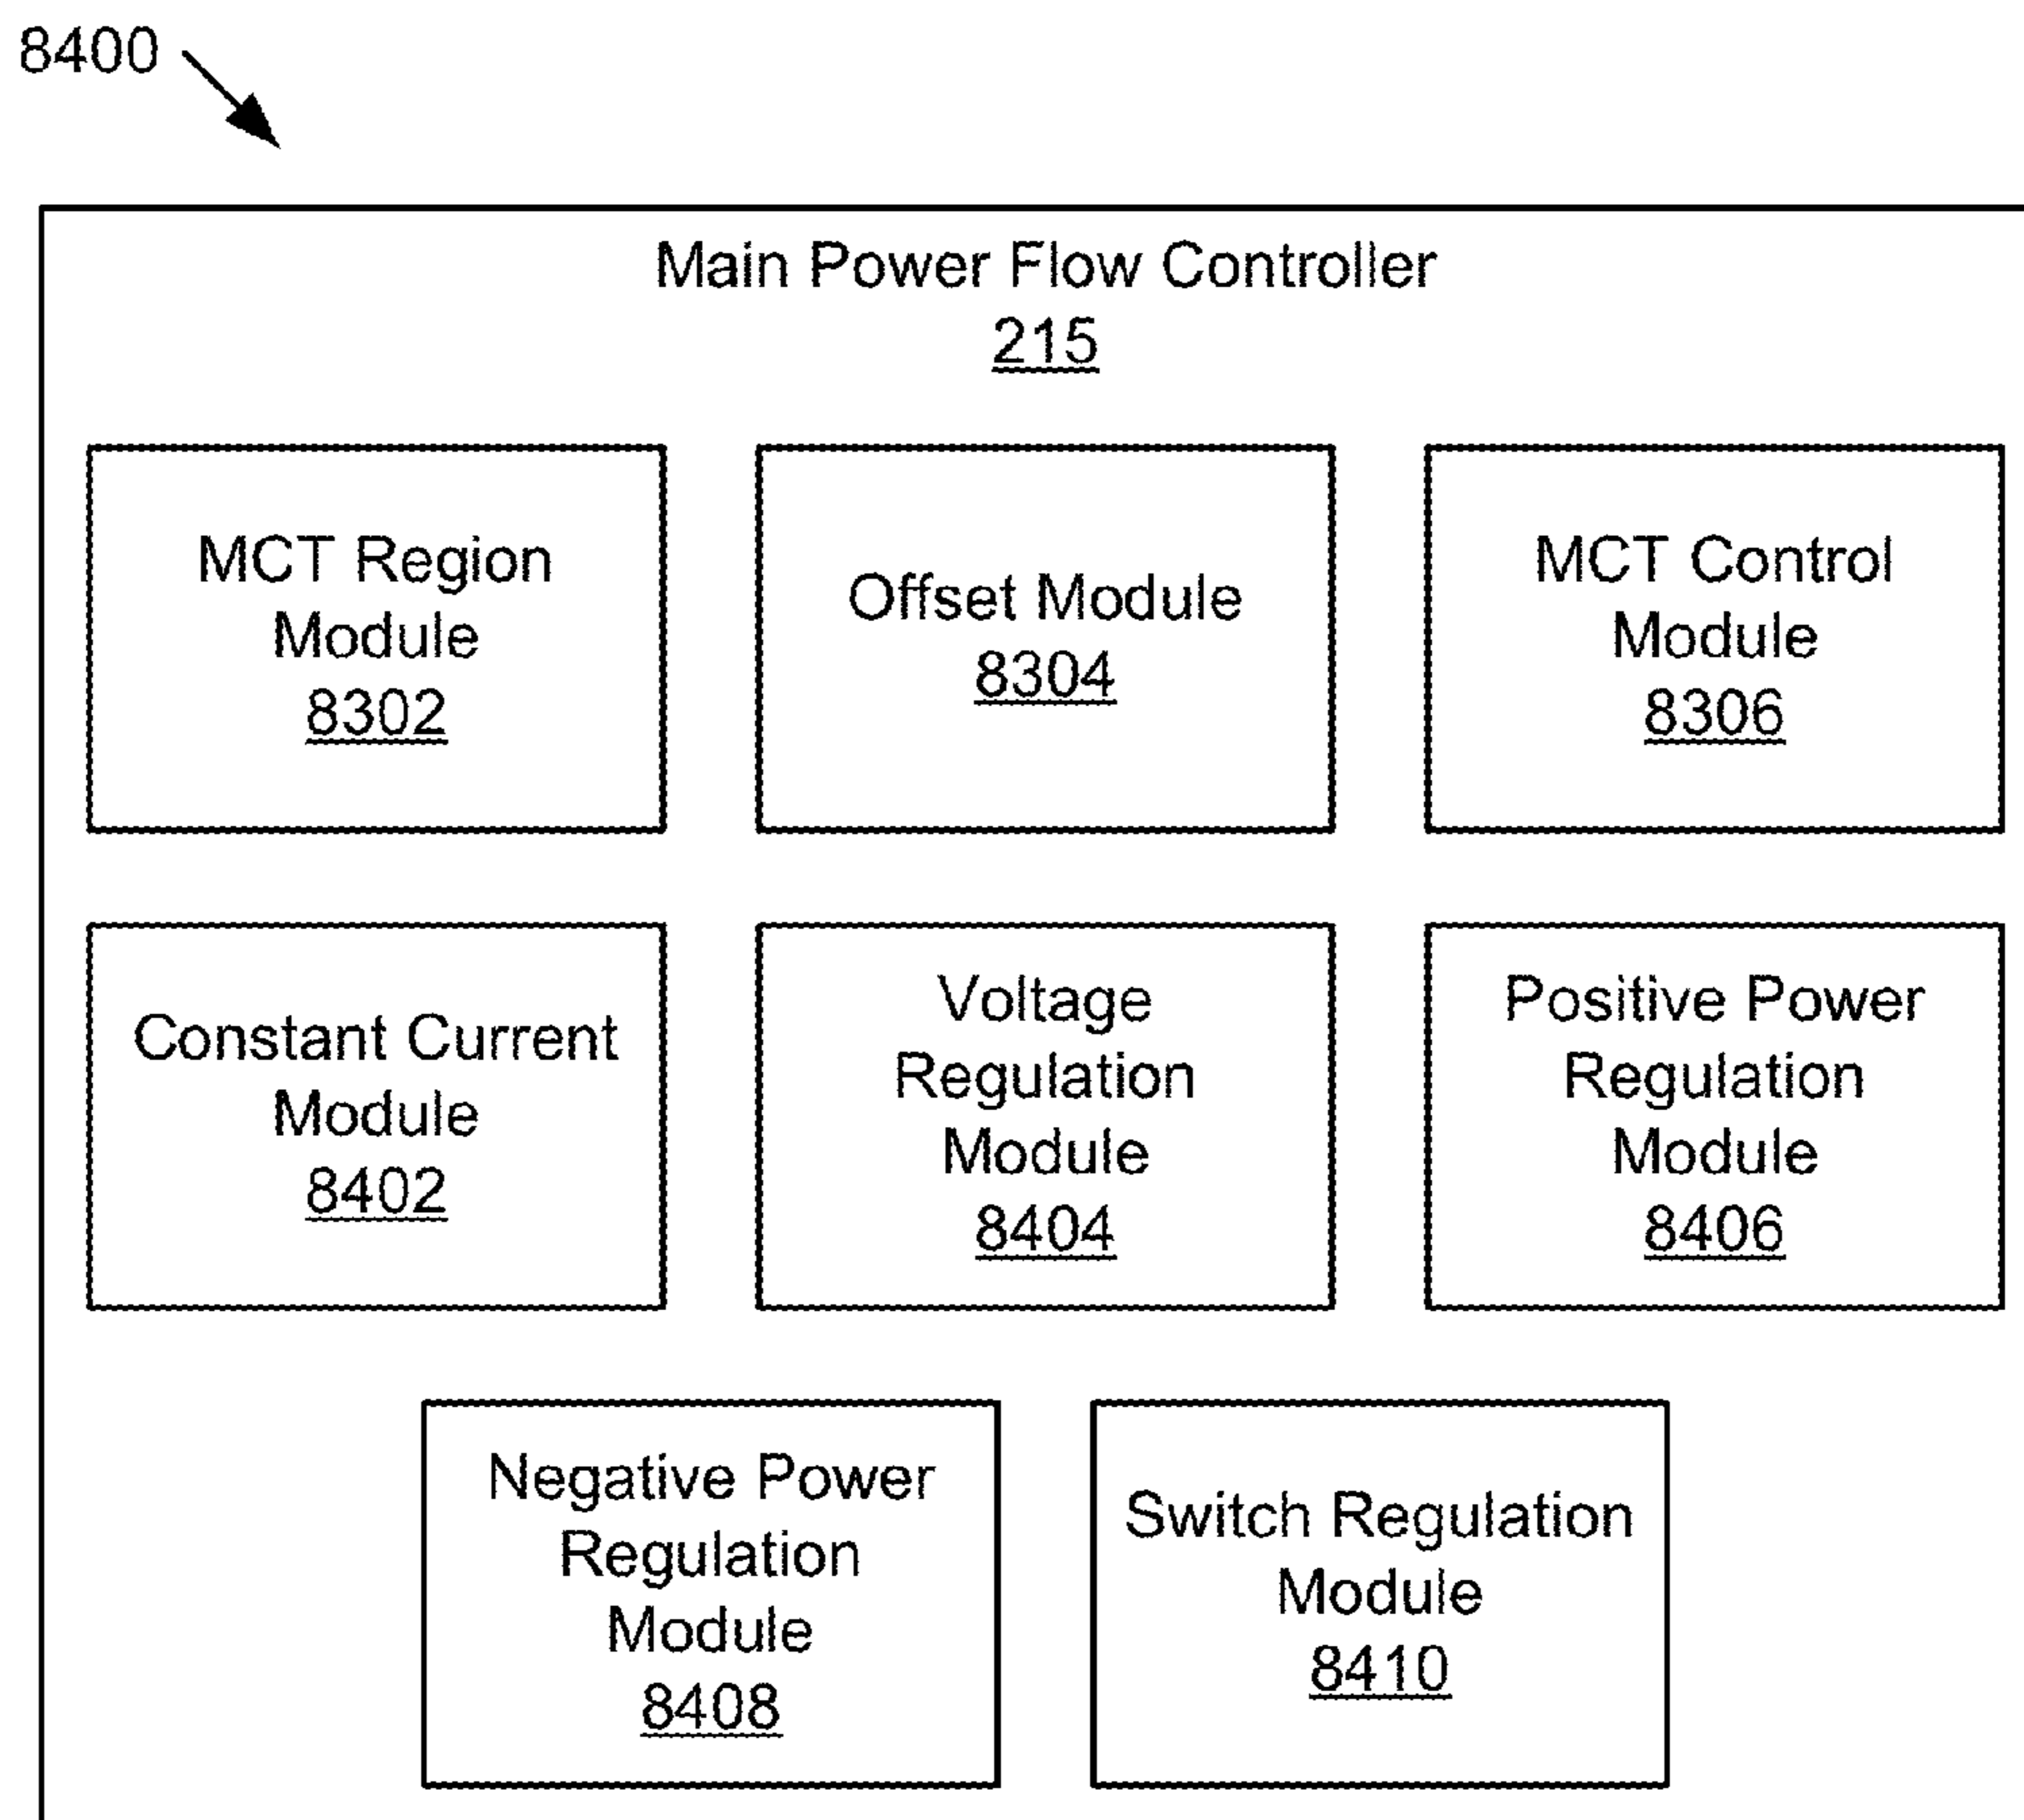 8400
Main Power Flow Controller
215
MCT Region
Module
8302
Offset Module
8304
MCT Control
Module
8306
Constant Current
Module
8402
Voltage
Regulation
Module
8404
Positive Power
Regulation
Module
8406
Negative Power
Regulation
Module
8408
Switch Regulation
Module
8410